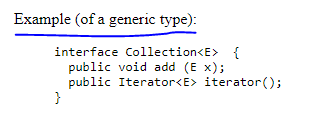 Example (of a generic type):
interface Collection<E> {
public void add (E x);
public Iterator<E> iterator();
}